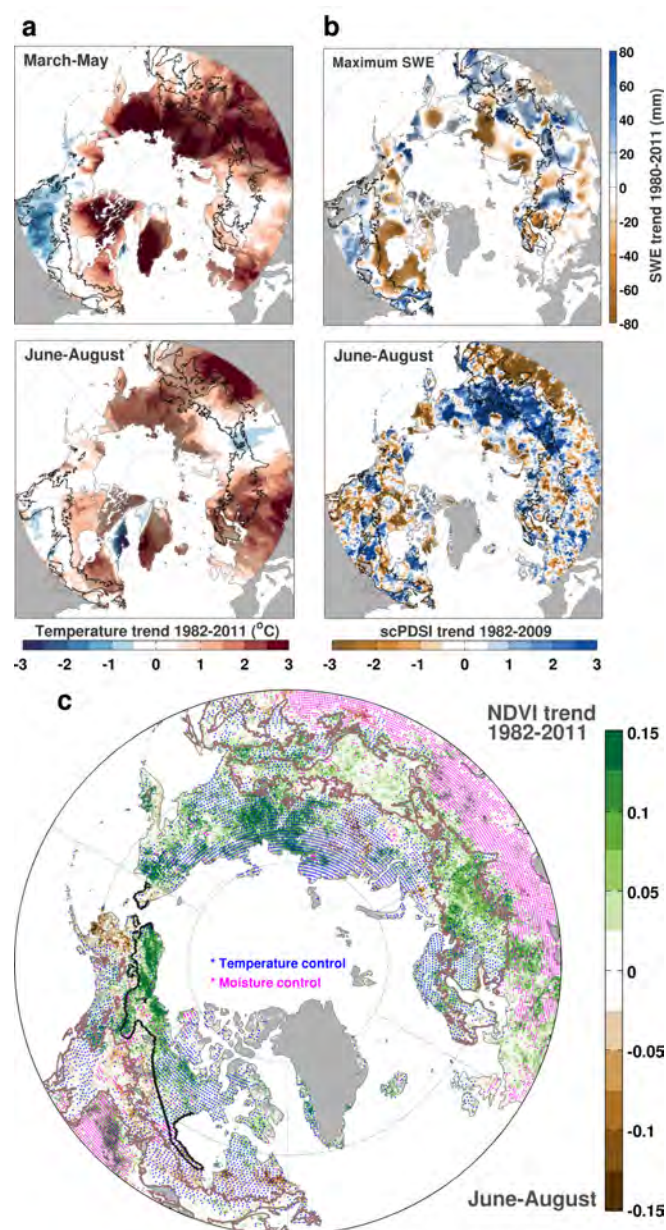 a
b
March-May
Maximum SWE
80
60
40
20
0
-20
-40
-60
-80
SWE trend 1980-2011 (mm)
June-August
June-August
Temperature trend 1982-2011 (°C)
-3 -2 -1 0 1 2 3
scPDSI trend 1982-2009
-3 -2 -1 0 1 2 3
c
NDVI trend
1982-2011
0.15
0.1
0.05
0
-0.05
-0.1
-0.15
* Temperature control
* Moisture control
June-August